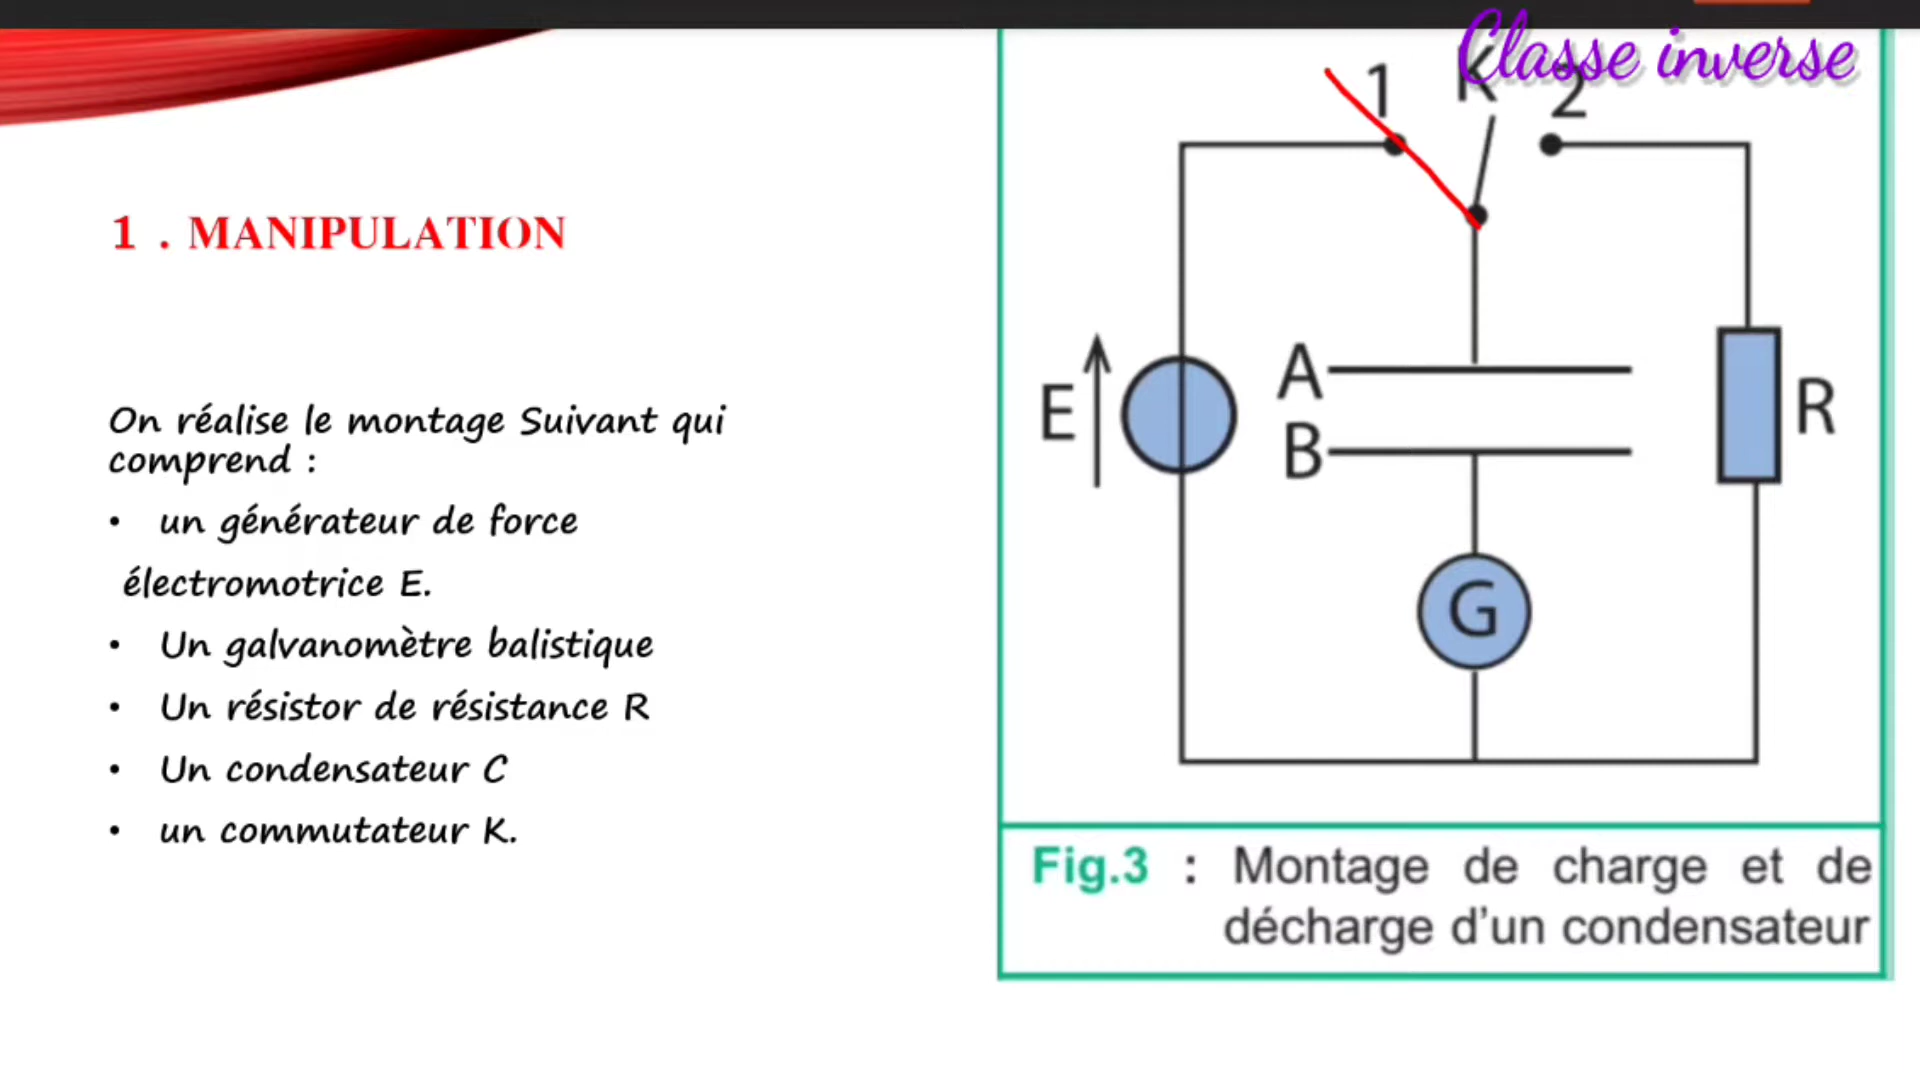 Classe inverse
1 K 2
1 . MANIPULATION
On réalise le montage Suivant qui
comprend :
• un générateur de force
électromotrice E.
• Un galvanomètre balistique
• Un résistor de résistance R
• Un condensateur C
• un commutateur K.
E
A
B
R
G
Fig.3 : Montage de charge et de
décharge d'un condensateur